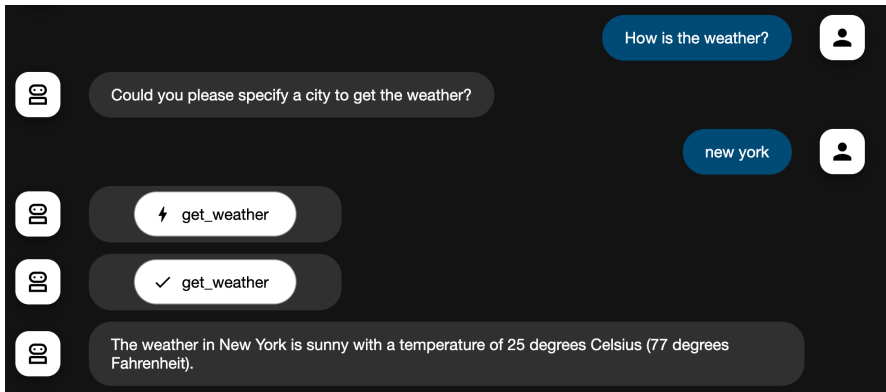 How is the weather?
Could you please specify a city to get the weather?
new york
get_weather
get_weather
The weather in New York is sunny with a temperature of 25 degrees Celsius (77 degrees
Fahrenheit).